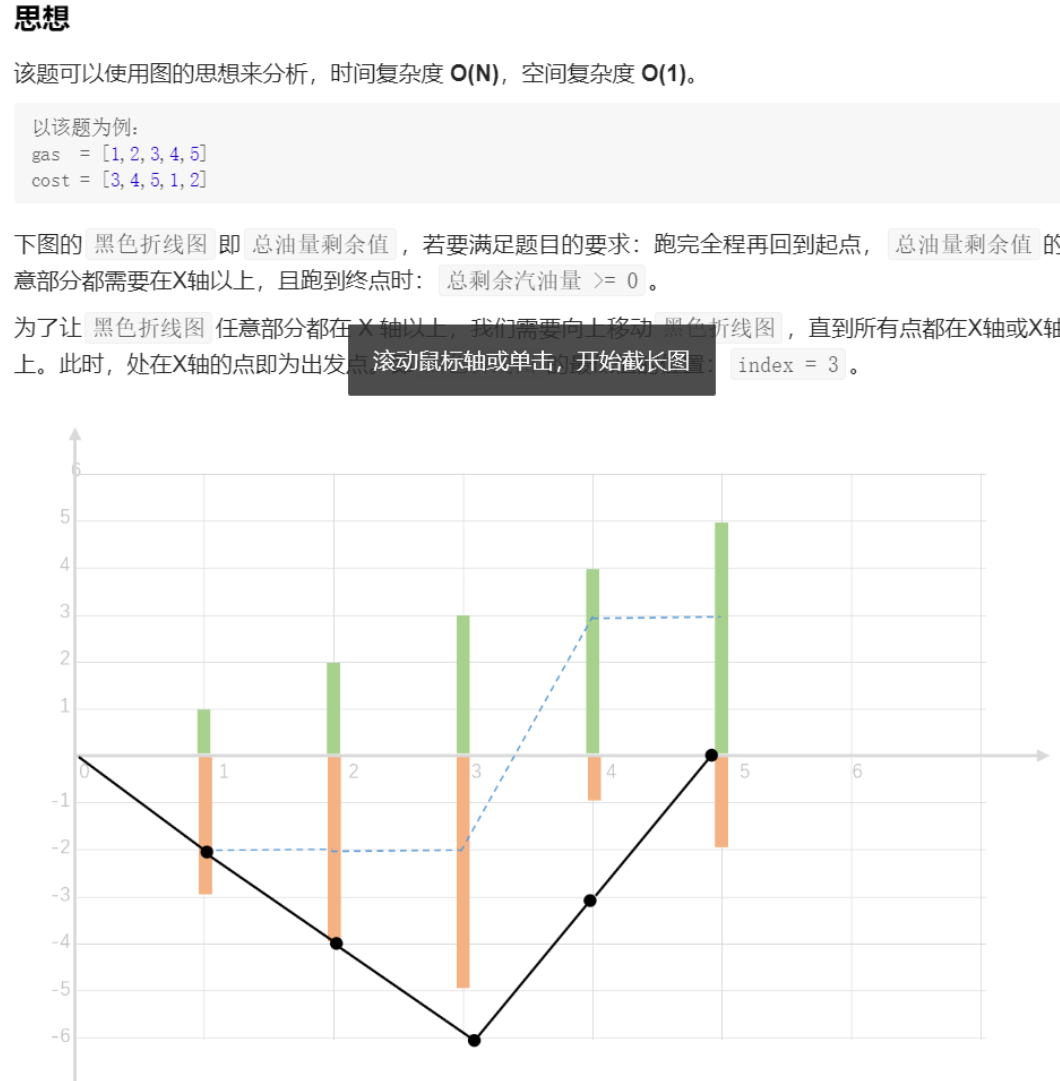 思想
该题可以使用图的思想来分析，时间复杂度 O(N)，空间复杂度 O(1)。
以该题为例:
gas  = [1,2,3,4,5]
cost = [3,4,5,1,2]
下图的 黑色折线图 即 总油量剩余值 ，若要满足题目的要求：跑完全程再回到起点， 总油量剩余值 的
意部分都需要在X轴以上，且跑到终点时： 总剩余汽油量 >= 0 。
为了让 黑色折线图 任意部分都在 X 轴以上，我们需要向上移动 黑色折线图 ，直到所有点都在X轴或X轴
上。此时，处在X轴的点即为出发点。
滚动鼠标轴或单击，开始截长图
index = 3 。
6
5
4
3
2
1
0 1 2 3 4 5 6
-1
-2
-3
-4
-5
-6